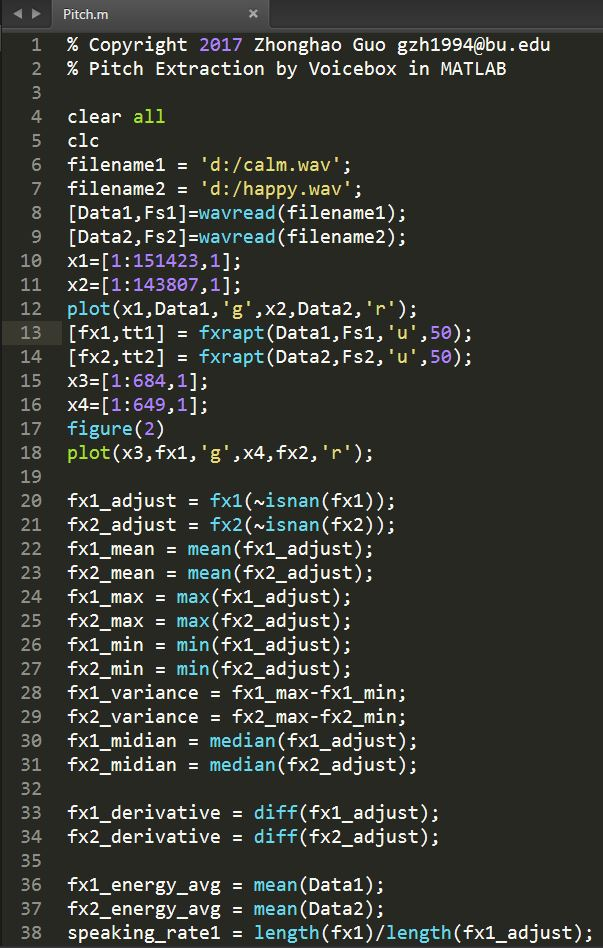 Pitch.m ×
1 % Copyright 2017 Zhonghao Guo gzh1994@bu.edu
2 % Pitch Extraction by Voicebox in MATLAB
3
4 clear all
5 clc
6 filename1 = 'd:/calm.wav';
7 filename2 = 'd:/happy.wav';
8 [Data1,Fs1]=wavread(filename1);
9 [Data2,Fs2]=wavread(filename2);
10 x1=[1:151423,1];
11 x2=[1:143807,1];
12 plot(x1,Data1,'g',x2,Data2,'r');
13 [fx1,tt1] = fxrapt(Data1,Fs1,'u',50);
14 [fx2,tt2] = fxrapt(Data2,Fs2,'u',50);
15 x3=[1:684,1];
16 x4=[1:649,1];
17 figure(2)
18 plot(x3,fx1,'g',x4,fx2,'r');
19
20 fx1_adjust = fx1(~isnan(fx1));
21 fx2_adjust = fx2(~isnan(fx2));
22 fx1_mean = mean(fx1_adjust);
23 fx2_mean = mean(fx2_adjust);
24 fx1_max = max(fx1_adjust);
25 fx2_max = max(fx2_adjust);
26 fx1_min = min(fx1_adjust);
27 fx2_min = min(fx2_adjust);
28 fx1_variance = fx1_max-fx1_min;
29 fx2_variance = fx2_max-fx2_min;
30 fx1_midian = median(fx1_adjust);
31 fx2_midian = median(fx2_adjust);
32
33 fx1_derivative = diff(fx1_adjust);
34 fx2_derivative = diff(fx2_adjust);
35
36 fx1_energy_avg = mean(Data1);
37 fx2_energy_avg = mean(Data2);
38 speaking_rate1 = length(fx1)/length(fx1_adjust);